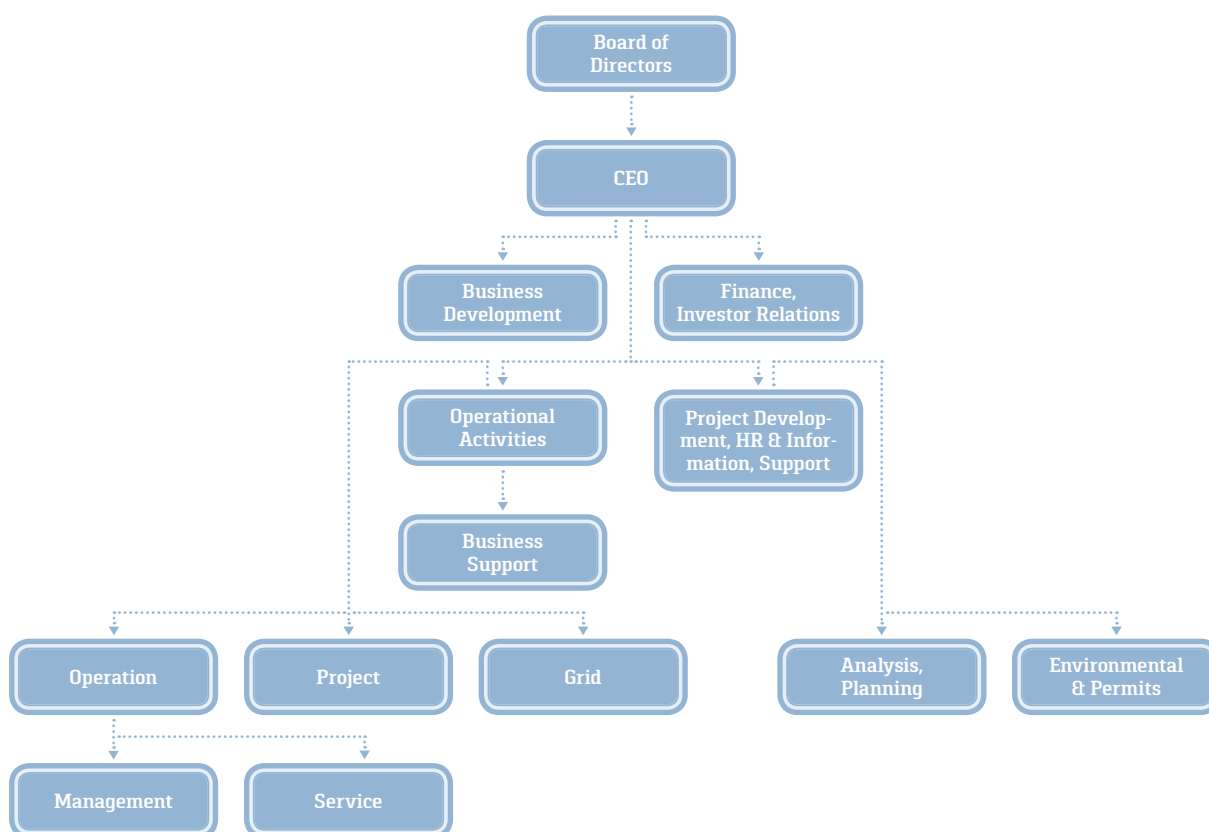 Board of
Directors
CEO
Business
Development
Finance,
Investor Relations
Operational
Activities
Project Develop-
ment, HR & Infor-
mation, Support
Business
Support
Operation
Project
Grid
Analysis,
Planning
Environmental
& Permits
Management
Service